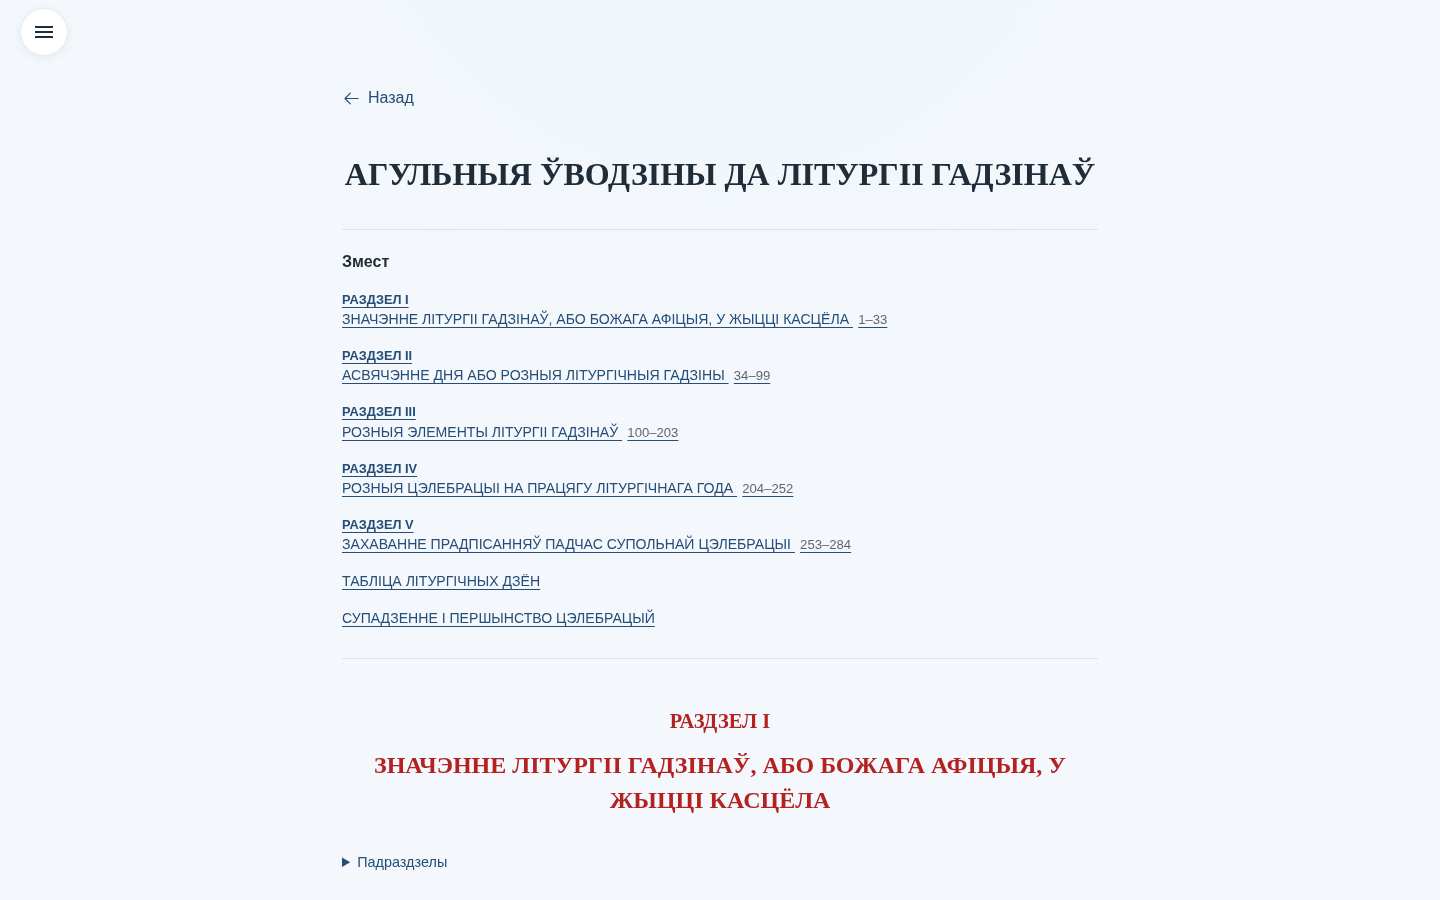 Назад
АГУЛЬНЫЯ ЎВОДЗІНЫ ДА ЛІТУРГІІ ГАДЗІНАЎ
Змест
РАЗДЗЕЛ I
ЗНАЧЭННЕ ЛІТУРГІІ ГАДЗІНАЎ, АБО БОЖАГА АФІЦЫЯ, У ЖЫЦЦІ КАСЦЁЛА 1–33
РАЗДЗЕЛ II
АСВЯЧЭННЕ ДНЯ АБО РОЗНЫЯ ЛІТУРГІЧНЫЯ ГАДЗІНЫ 34–99
РАЗДЗЕЛ III
РОЗНЫЯ ЭЛЕМЕНТЫ ЛІТУРГІІ ГАДЗІНАЎ 100–203
РАЗДЗЕЛ IV
РОЗНЫЯ ЦЭЛЕБРАЦЫІ НА ПРАЦЯГУ ЛІТУРГІЧНАГА ГОДА 204–252
РАЗДЗЕЛ V
ЗАХАВАННЕ ПРАДПІСАННЯЎ ПАДЧАС СУПОЛЬНАЙ ЦЭЛЕБРАЦЫІ 253–284
ТАБЛІЦА ЛІТУРГІЧНЫХ ДЗЁН
СУПАДЗЕННЕ І ПЕРШЫНСТВО ЦЭЛЕБРАЦЫЙ
РАЗДЗЕЛ I
ЗНАЧЭННЕ ЛІТУРГІІ ГАДЗІНАЎ, АБО БОЖАГА АФІЦЫЯ, У
ЖЫЦЦІ КАСЦЁЛА
Падраздзелы